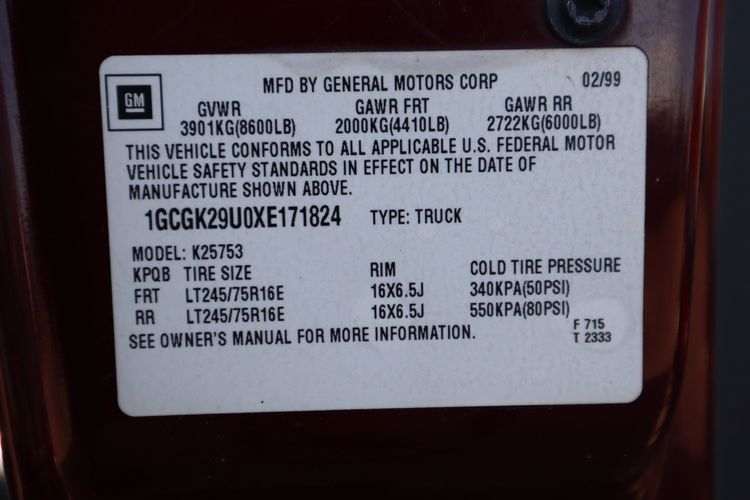 GM
MFD BY GENERAL MOTORS CORP 02/99
GVWR GAWR FRT GAWR RR
3901KG(8600LB) 2000KG(4410LB) 2722KG(6000LB)
THIS VEHICLE CONFORMS TO ALL APPLICABLE U.S. FEDERAL MOTOR
VEHICLE SAFETY STANDARDS IN EFFECT ON THE DATE OF
MANUFACTURE SHOWN ABOVE.
1GCGK29U0XE171824 TYPE: TRUCK
MODEL: K25753
KPQB TIRE SIZE RIM COLD TIRE PRESSURE
FRT LT245/75R16E 16X6.5J 340KPA(50PSI)
RR LT245/75R16E 16X6.5J 550KPA(80PSI)
SEE OWNER'S MANUAL FOR MORE INFORMATION.
F 715
T 2333